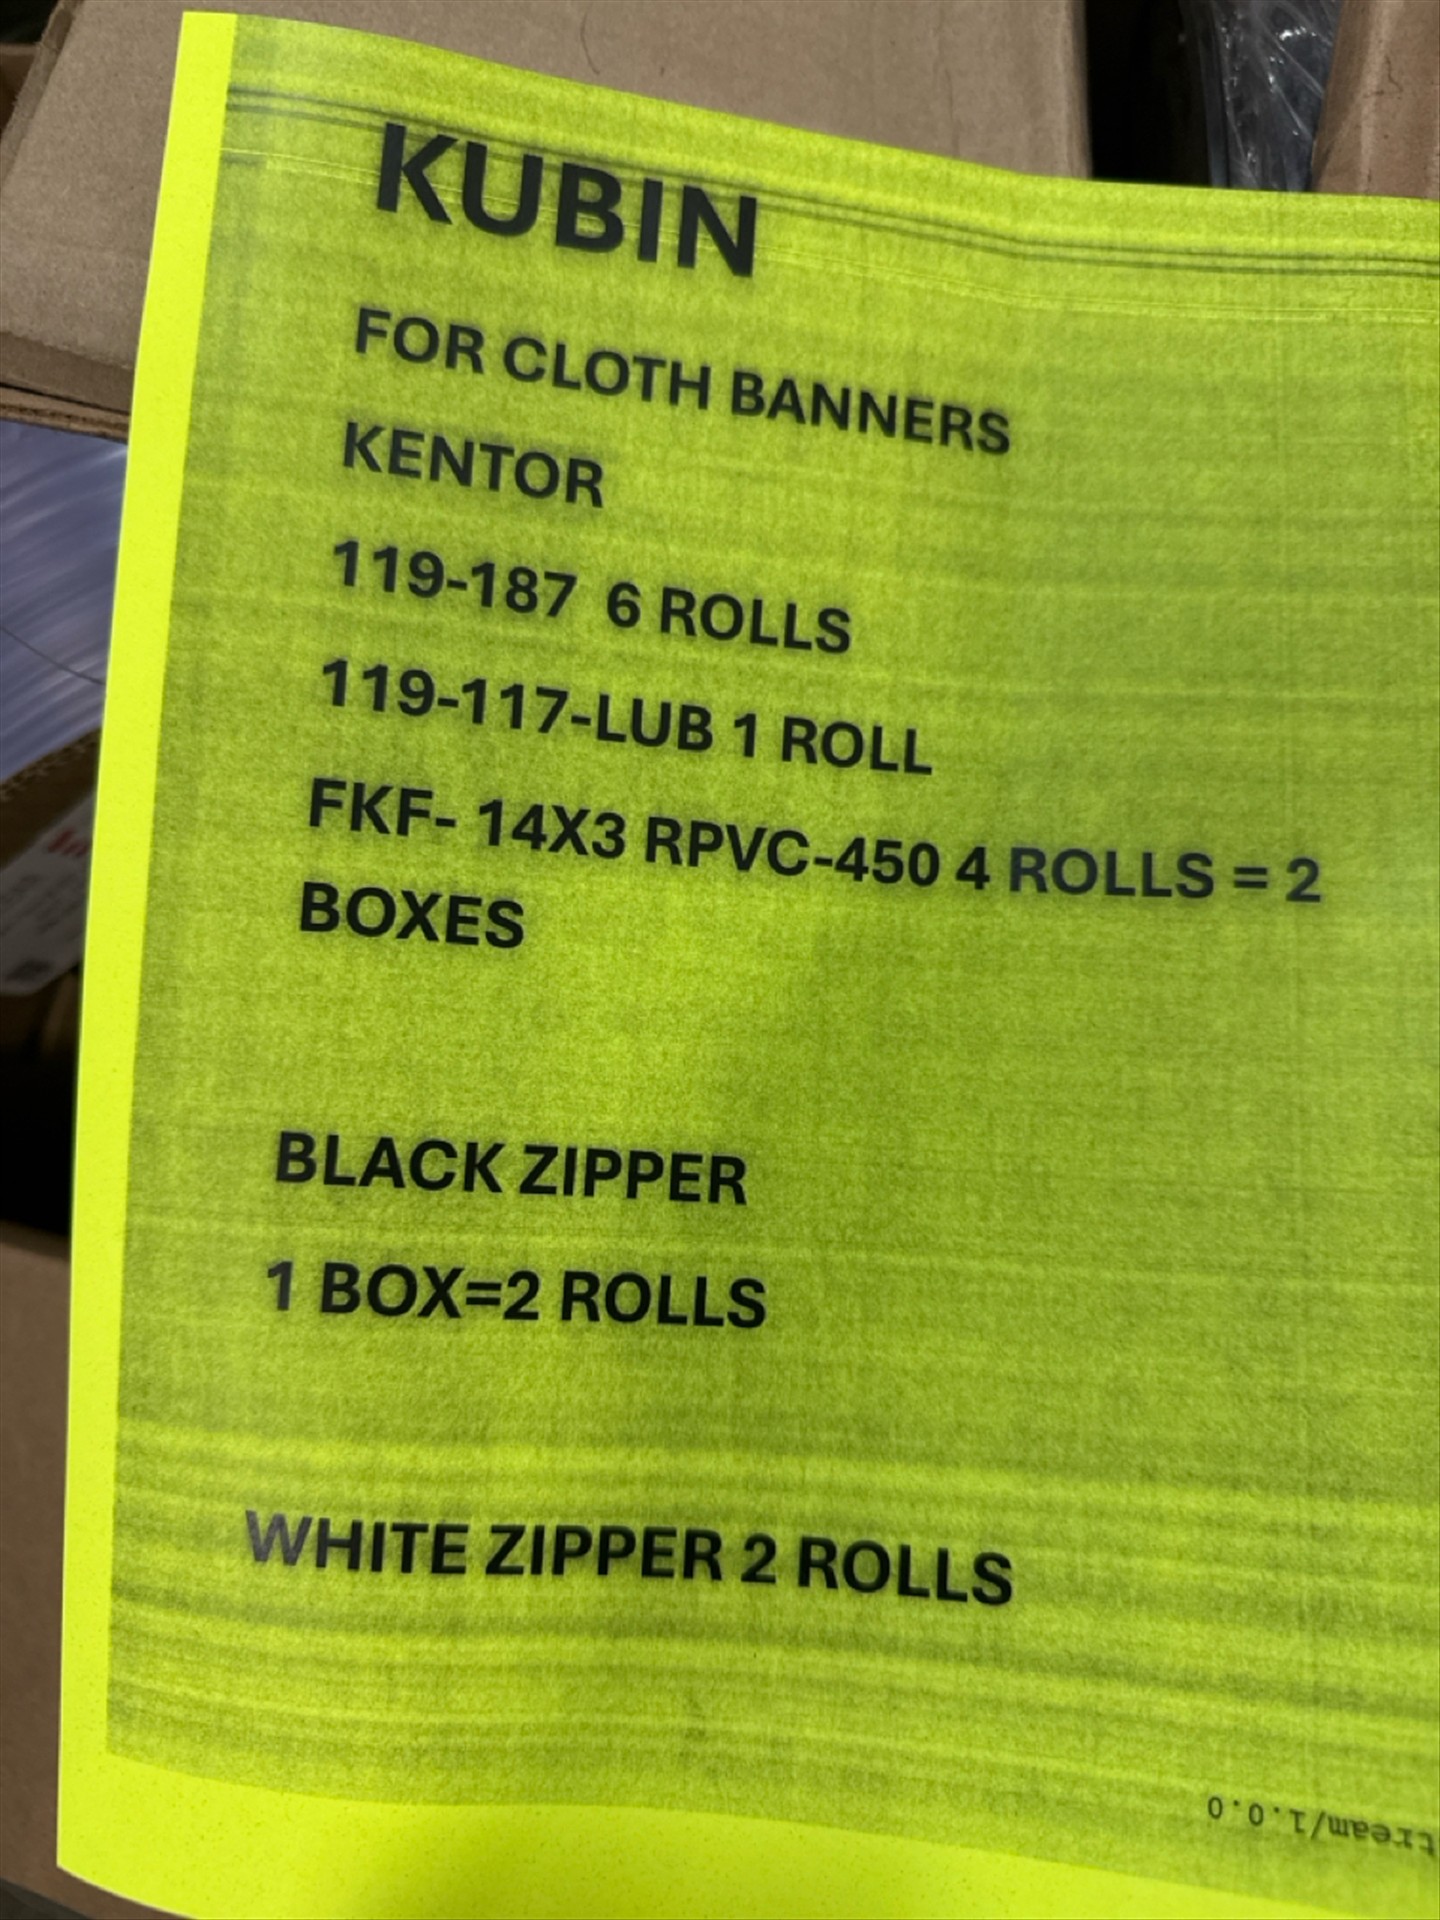 KUBIN
FOR CLOTH BANNERS
KENTOR
119-187 6 ROLLS
119-117-LUB 1 ROLL
FKF- 14X3 RPVC-450 4 ROLLS = 2
BOXES
BLACK ZIPPER
1 BOX=2 ROLLS
WHITE ZIPPER 2 ROLLS
tream/1.0.0